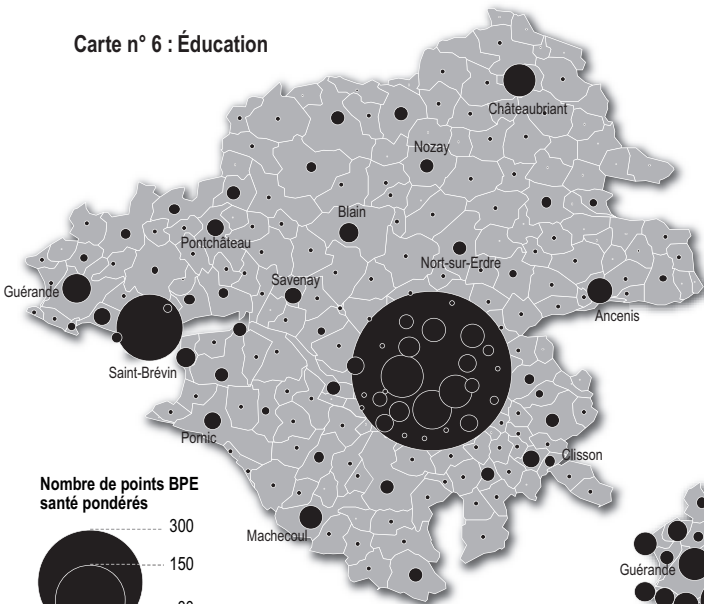 Carte n° 6 : Éducation
Châteaubriant
Nozay
Blain
Pontchâteau
Nort-sur-Erdre
Savenay
Guérande
Ancenis
Saint-Brévin
Pornic
Clisson
Nombre de points BPE
santé pondérés
300
150
Machecoul
Guérande